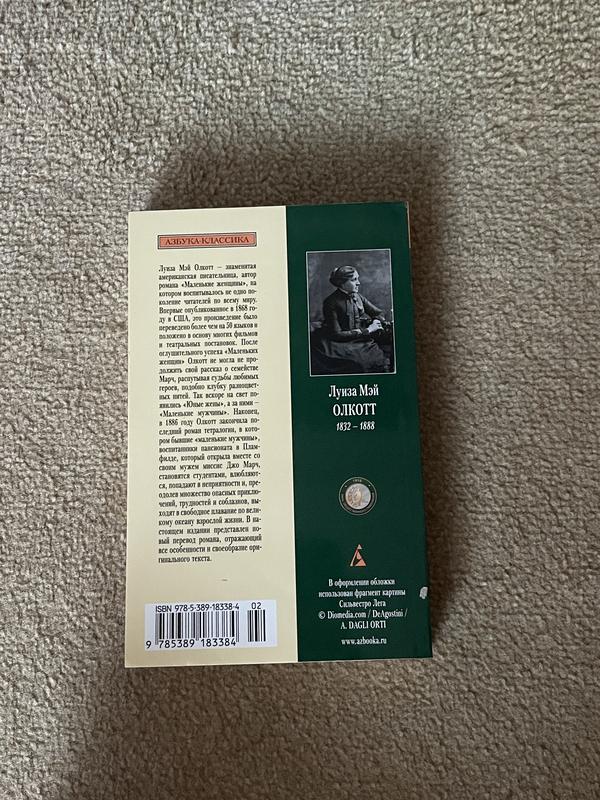 АЗБУКА-КЛАССИКА
Луиза Мэй Олкотт — знаменитая
американская писательница, автор
романа «Маленькие женщины», на
котором воспитывалось не одно по-
коление читателей по всему миру.
Впервые опубликованное в 1868 го-
ду в США, это произведение было
переведено более чем на 50 языков и
положено в основу многих фильмов
и театральных постановок. После
оглушительного успеха «Маленьких
женщин» Олкотт не могла не про-
должить свой рассказ о семействе
Марч, распутывая судьбы любимых
героев, подобно клубку разноцвет-
ных нитей. Так вскоре на свет по-
явились «Юные жены», а за ними —
«Маленькие мужчины». Наконец,
в 1886 году Олкотт закончила по-
следний роман тетралогии, в кото-
ром бывшие «маленькие мужчины»,
воспитанники пансионата в Плам-
филде, который открыла вместе со
своим мужем миссис Джо Марч,
становятся студентами, влюбляют-
ся, попадают в неприятности и, пре-
одолев множество опасных приклю-
чений, трудностей и соблазнов, вы-
ходят в свободное плавание по вели-
кому океану взрослой жизни. В на-
стоящем издании представлен но-
вый перевод романа, отражающий
все особенности и своеобразие ори-
гинального текста.
ISBN 978-5-389-18338-4
02
9 785389 183384
Луиза Мэй
ОЛКОТТ
1832 – 1888
В оформлении обложки
использован фрагмент картины
Сильвестро Лега
© Diomedia.com / DeAgostini /
A. DAGLI ORTI
www.azbooka.ru